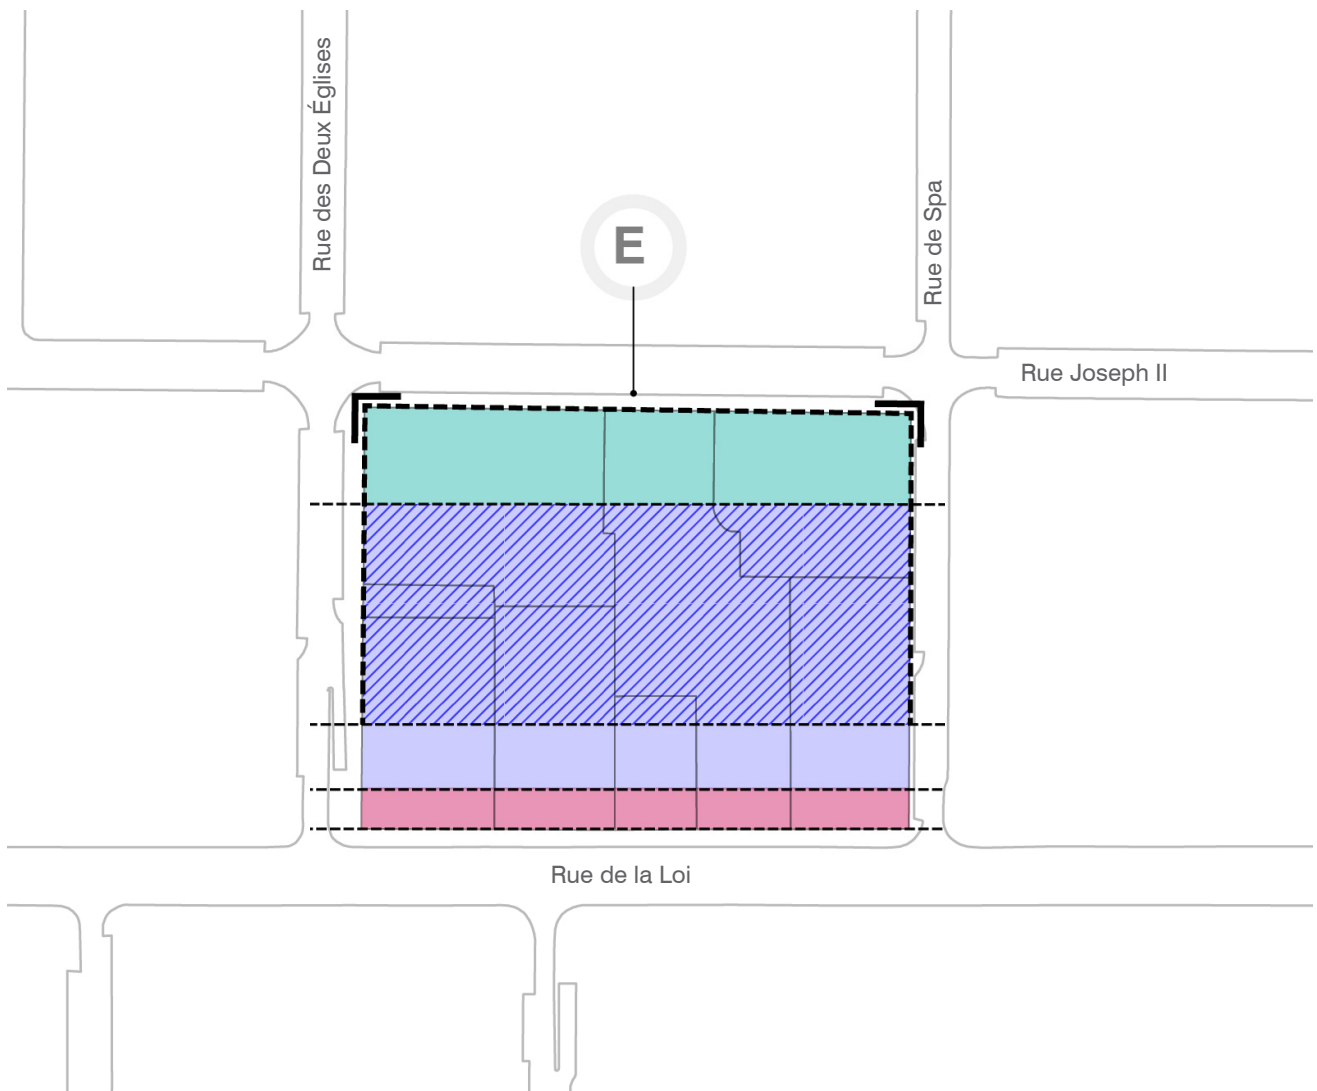 Rue des Deux Églises
Rue de Spa
E
Rue Joseph II
Rue de la Loi